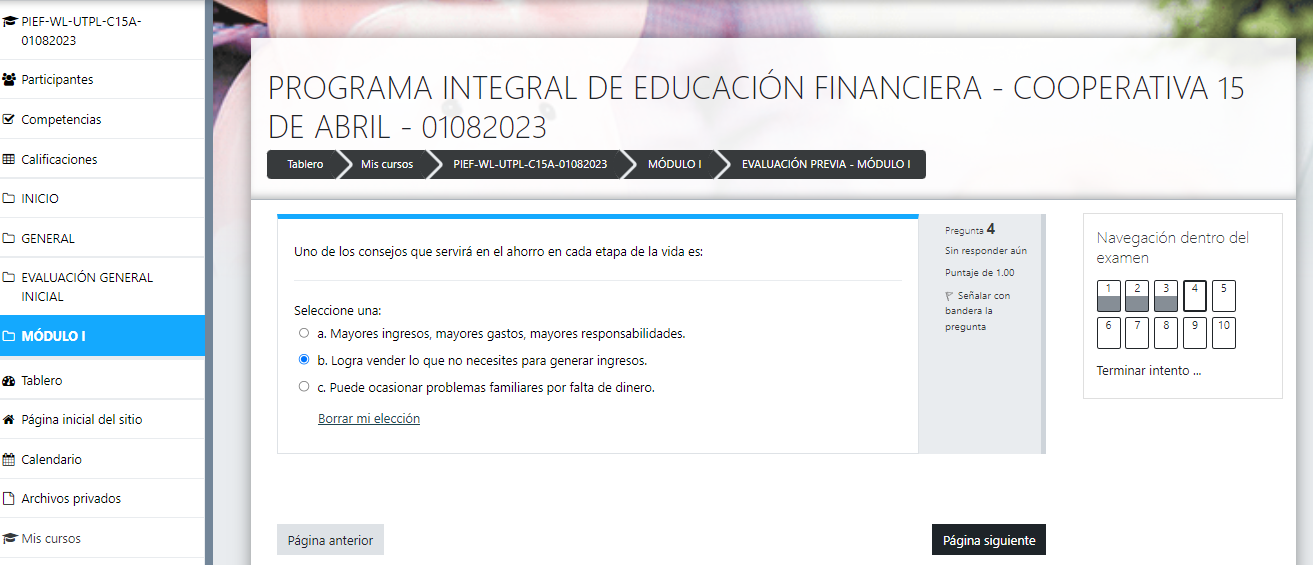 PIEF-WL-UTPL-C15A-
01082023
Participantes
Competencias
Calificaciones
INICIO
GENERAL
EVALUACIÓN GENERAL
INICIAL
MÓDULO I
Tablero
Página inicial del sitio
Calendario
Archivos privados
Mis cursos
PROGRAMA INTEGRAL DE EDUCACIÓN FINANCIERA - COOPERATIVA 15
DE ABRIL - 01082023
Tablero Mis cursos PIEF-WL-UTPL-C15A-01082023 MÓDULO I EVALUACIÓN PREVIA - MÓDULO I
Uno de los consejos que servirá en el ahorro en cada etapa de la vida es:
Seleccione una:
a. Mayores ingresos, mayores gastos, mayores responsabilidades.
b. Logra vender lo que no necesites para generar ingresos.
c. Puede ocasionar problemas familiares por falta de dinero.
Borrar mi elección
Pregunta 4
Sin responder aún
Puntaje de 1.00
Señalar con
bandera la
pregunta
Navegación dentro del
examen
1 2 3 4 5
6 7 8 9 10
Terminar intento ...
Página anterior
Página siguiente